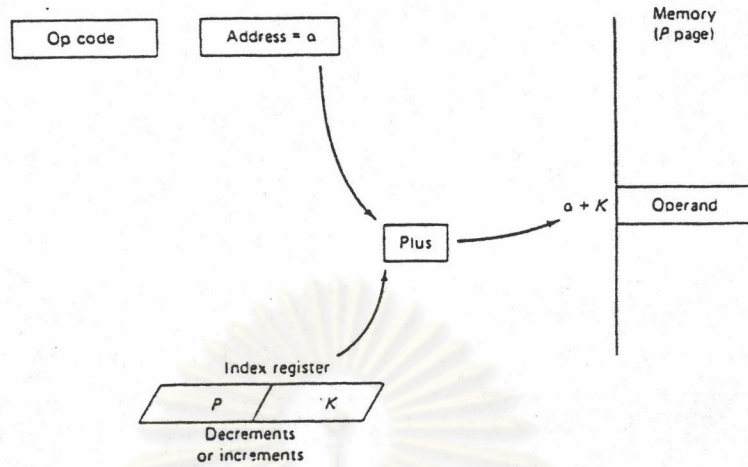 Op code
Address = α
Memory
(P page)
α + K
Operand
Plus
Index register
P
K
Decrements
or increments